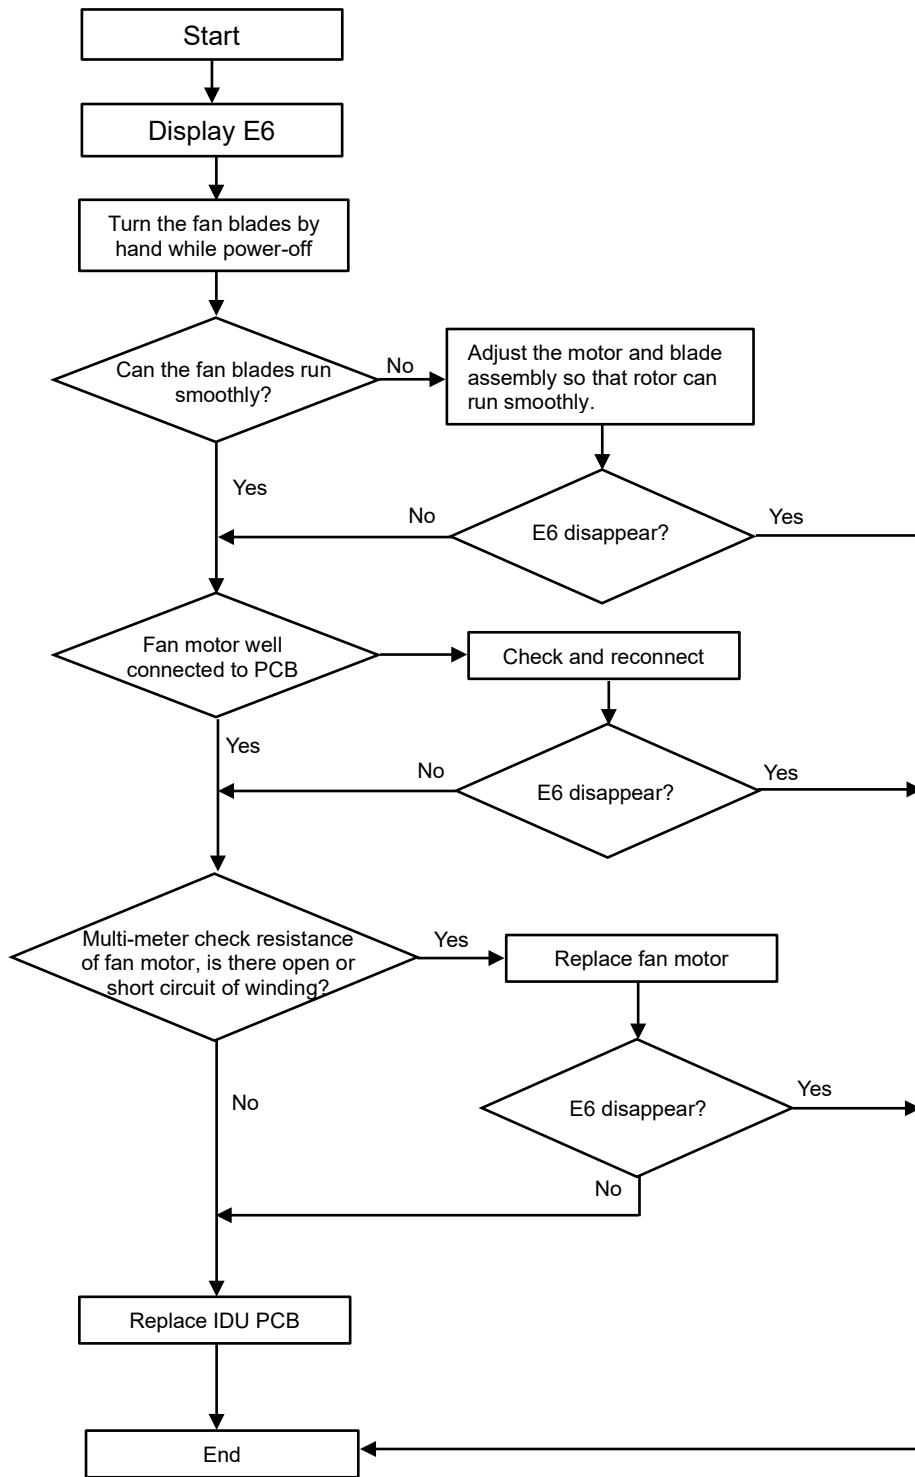 Start
Display E6
Turn the fan blades by
hand while power-off
Can the fan blades run
smoothly?
No
Adjust the motor and blade
assembly so that rotor can
run smoothly.
Yes
No
E6 disappear?
Yes
Fan motor well
connected to PCB
Check and reconnect
Yes
No
E6 disappear?
Yes
Multi-meter check resistance
of fan motor, is there open or
short circuit of winding?
Yes
Replace fan motor
No
E6 disappear?
Yes
No
Replace IDU PCB
End